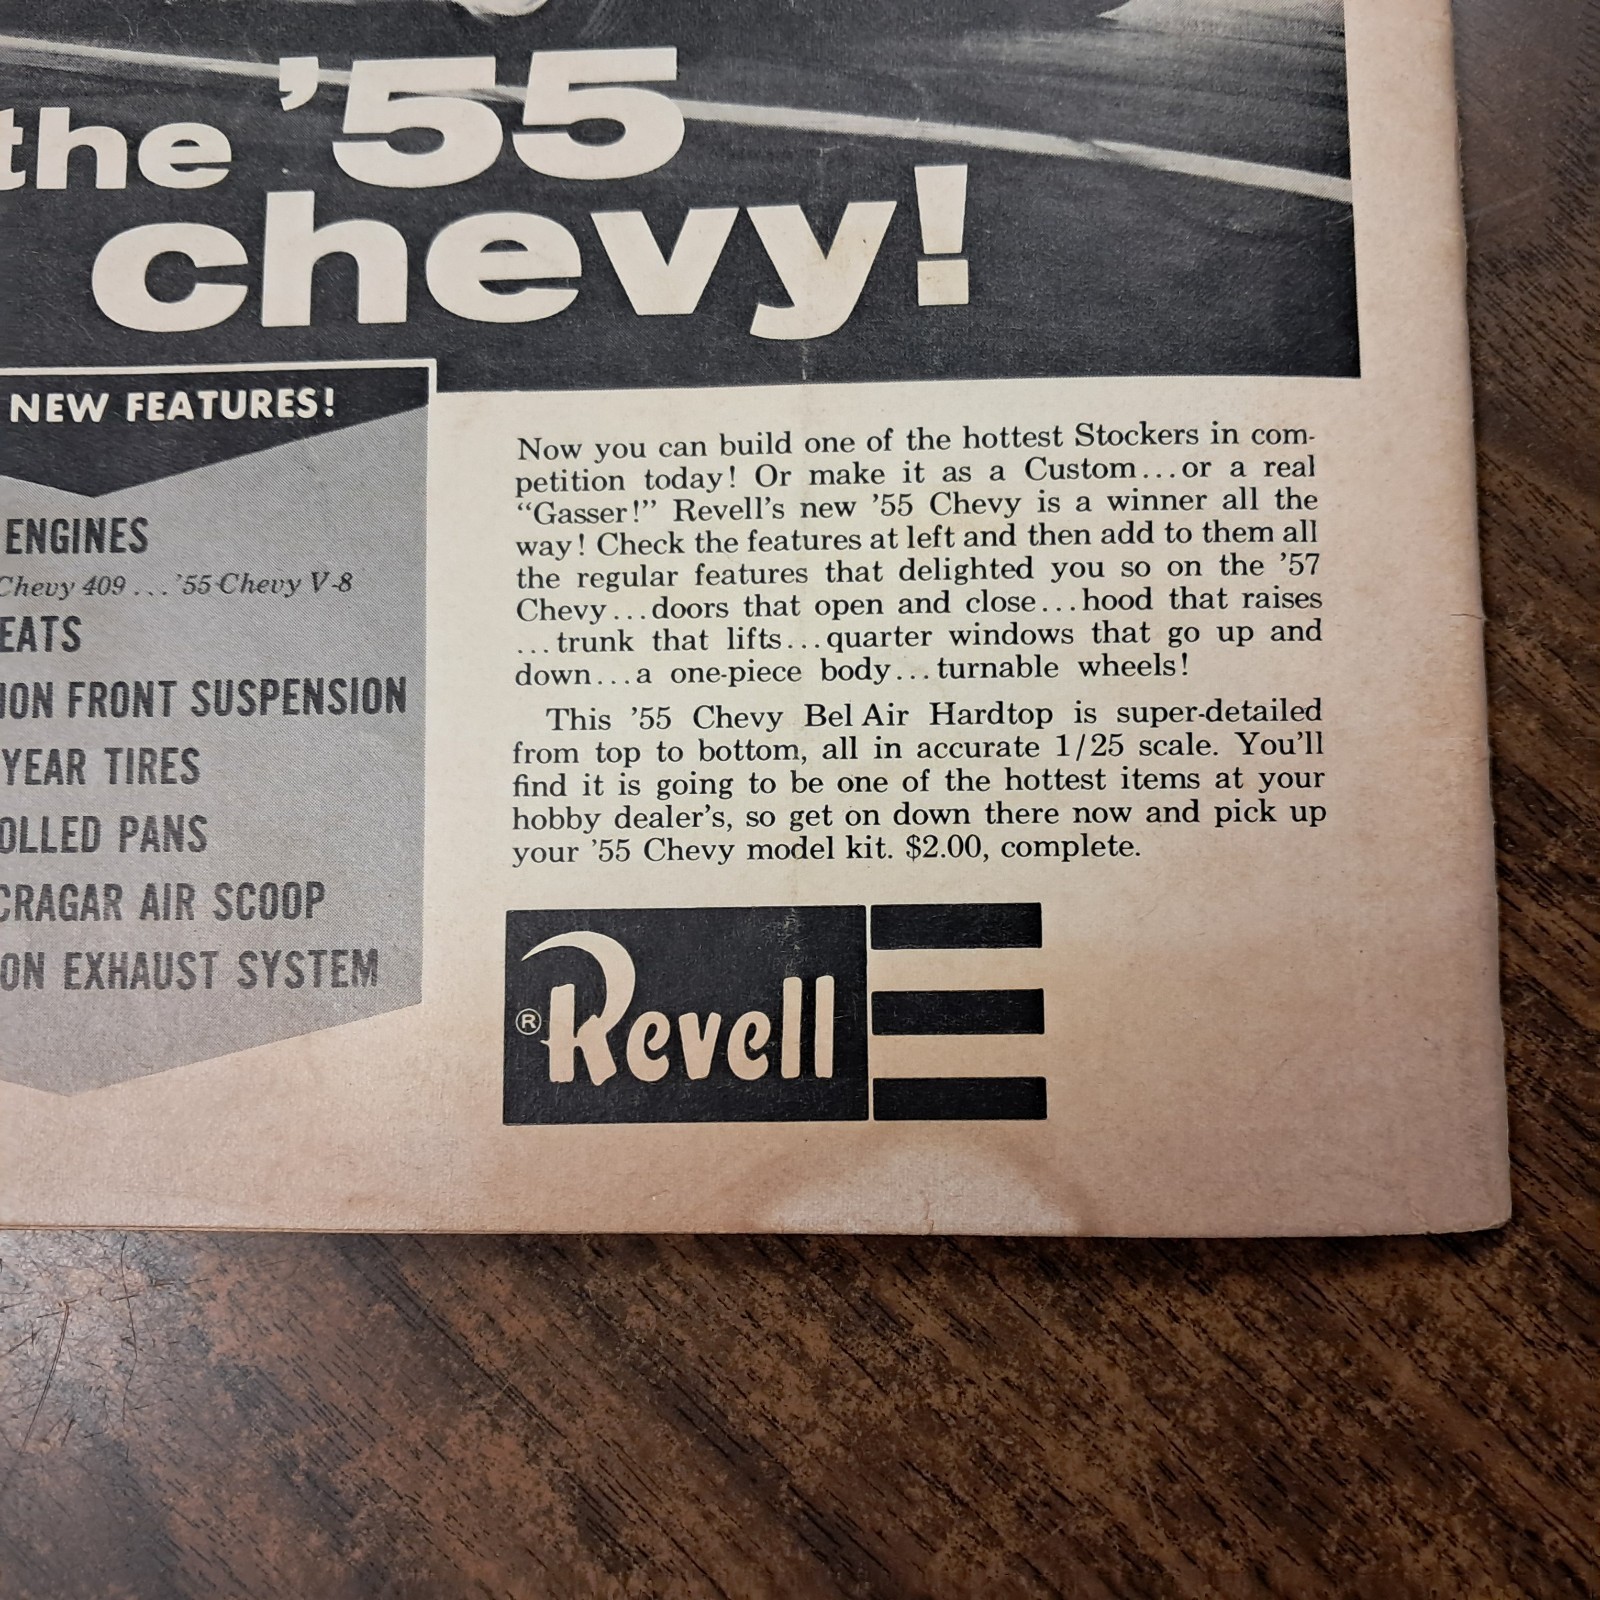 the '55
chevy!
NEW FEATURES!
ENGINES
Chevy 409 ... '55 Chevy V-8
FRONT SUSPENSION
TIRES
PANS
CRAGAR AIR SCOOP
EXHAUST SYSTEM
Now you can build one of the hottest Stockers in com-
petition today! Or make it as a Custom...or a real
“Gasser!” Revell's new '55 Chevy is a winner all the
way! Check the features at left and then add to them all
the regular features that delighted you so on the '57
Chevy...doors that open and close...hood that raises
...trunk that lifts...quarter windows that go up and
down...a one-piece body...turnable wheels!
This '55 Chevy Bel Air Hardtop is super-detailed
from top to bottom, all in accurate 1/25 scale. You'll
find it is going to be one of the hottest items at your
hobby dealer's, so get on down there now and pick up
your '55 Chevy model kit. $2.00, complete.
® Revell